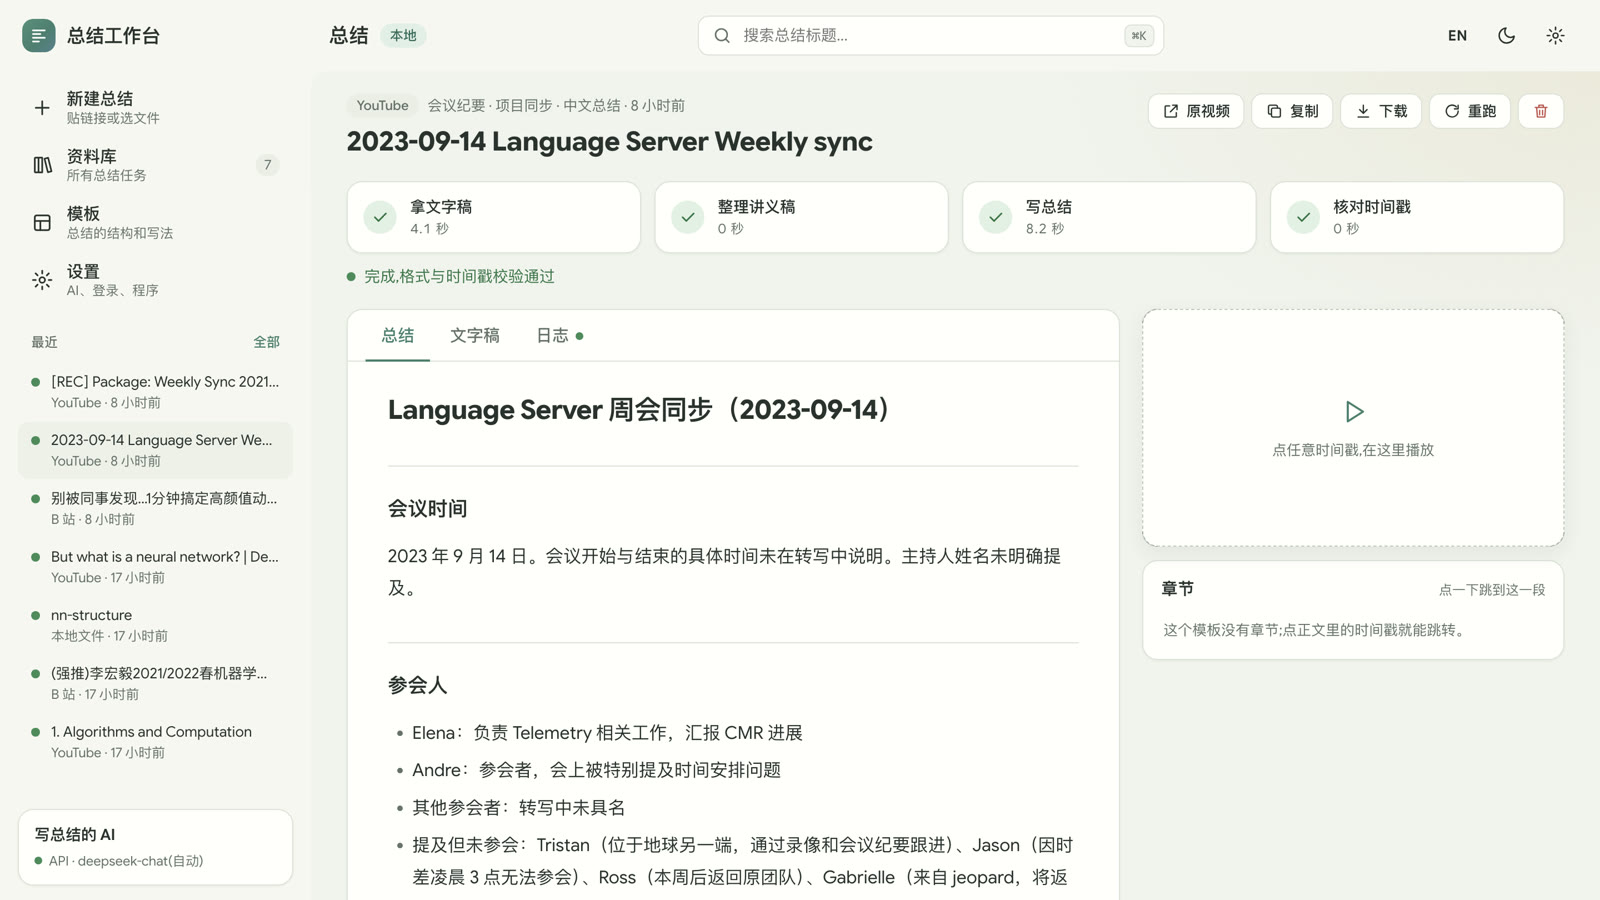 总结工作台
总结 本地
搜索总结标题... ⌘K
EN
新建总结
贴链接或选文件
资料库
所有总结任务
7
模板
总结的结构和写法
设置
AI、登录、程序
最近 全部
[REC] Package: Weekly Sync 2021...
YouTube · 8 小时前
2023-09-14 Language Server We...
YouTube · 8 小时前
别被同事发现...1分钟搞定高颜值动...
B 站 · 8 小时前
But what is a neural network? | De...
YouTube · 17 小时前
nn-structure
本地文件 · 17 小时前
(强推)李宏毅2021/2022春机器学...
B 站 · 17 小时前
1. Algorithms and Computation
YouTube · 17 小时前
写总结的 AI
API · deepseek-chat(自动)
YouTube 会议纪要 · 项目同步 · 中文总结 · 8 小时前
2023-09-14 Language Server Weekly sync
原视频 复制 下载 重跑
拿文字稿
4.1 秒
整理讲义稿
0 秒
写总结
8.2 秒
核对时间戳
0 秒
完成,格式与时间戳校验通过
总结 文字稿 日志
Language Server 周会同步（2023-09-14）
会议时间
2023 年 9 月 14 日。会议开始与结束的具体时间未在转写中说明。主持人姓名未明确提
及。
参会人
• Elena：负责 Telemetry 相关工作，汇报 CMR 进展
• Andre：参会者，会上被特别提及时间安排问题
• 其他参会者：转写中未具名
• 提及但未参会：Tristan（位于地球另一端，通过录像和会议纪要跟进）、Jason（因时
差凌晨 3 点无法参会）、Ross（本周后返回原团队）、Gabrielle（来自 jeopard，将返
点任意时间戳,在这里播放
章节 点一下跳到这一段
这个模板没有章节;点正文里的时间戳就能跳转。